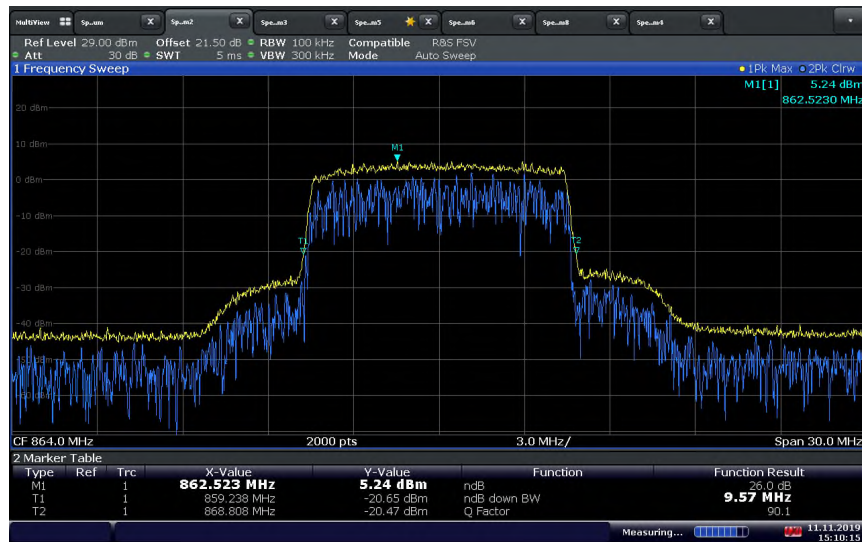 MultiView Sp...um X Sp...m2 X Spe...m3 X Spe...m5 X Spe...m6 X Spe...m8 X Spe...m4 X
Ref Level 29.00 dBm Offset 21.50 dB RBW 100 kHz Compatible R&S FSV
Att 30 dB SWT 5 ms VBW 300 kHz Mode Auto Sweep
1 Frequency Sweep 1Pk Max 2Pk Clrw
M1[1] 5.24 dBm
862.5230 MHz
20 dBm
10 dBm
M1
0 dBm
-10 dBm
T1 T2
-20 dBm
-30 dBm
-40 dBm
CF 864.0 MHz 2000 pts 3.0 MHz/ Span 30.0 MHz
2 Marker Table
Type Ref Trc X-Value Y-Value Function Function Result
M1 1 862.523 MHz 5.24 dBm ndB 26.0 dB
T1 1 859.238 MHz -20.65 dBm ndB down BW 9.57 MHz
T2 1 868.808 MHz -20.47 dBm Q Factor 90.1
Measuring... 11.11.2019
15:10:15